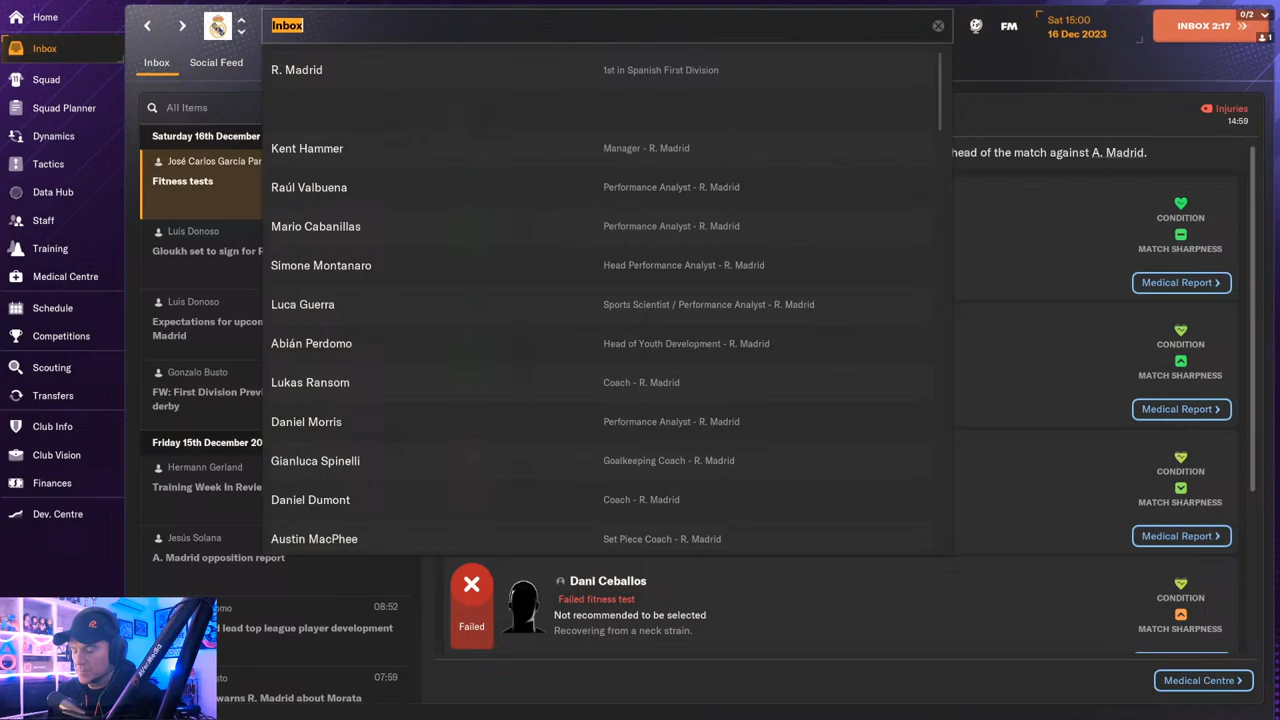 Home
Inbox
Squad
Squad Planner
Dynamics
Tactics
Data Hub
Staff
Training
Medical Centre
Schedule
Competitions
Scouting
Transfers
Club Info
Club Vision
Finances
Dev. Centre
Inbox
FM
Sat 15:00
16 Dec 2023
INBOX 2:17
0/2
1
Inbox
Social Feed
All Items
Saturday 16th December
José Carlos García Par
Fitness tests
Luis Donoso
Gloukh set to sign for R
Luis Donoso
Expectations for upcom
Madrid
Gonzalo Busto
FW: First Division Previ
derby
Friday 15th December 20
Hermann Gerland
Training Week In Revie
Jesús Solana
A. Madrid opposition report
omo
08:52
lead top league player development
uto
07:59
warns R. Madrid about Morata
R. Madrid
1st in Spanish First Division
Kent Hammer
Manager - R. Madrid
Raúl Valbuena
Performance Analyst - R. Madrid
Mario Cabanillas
Performance Analyst - R. Madrid
Simone Montanaro
Head Performance Analyst - R. Madrid
Luca Guerra
Sports Scientist / Performance Analyst - R. Madrid
Abián Perdomo
Head of Youth Development - R. Madrid
Lukas Ransom
Coach - R. Madrid
Daniel Morris
Performance Analyst - R. Madrid
Gianluca Spinelli
Goalkeeping Coach - R. Madrid
Daniel Dumont
Coach - R. Madrid
Austin MacPhee
Set Piece Coach - R. Madrid
Injuries
14:59
head of the match against A. Madrid.
CONDITION
MATCH SHARPNESS
Medical Report
CONDITION
MATCH SHARPNESS
Medical Report
CONDITION
MATCH SHARPNESS
Medical Report
Failed
Dani Ceballos
Failed fitness test
Not recommended to be selected
Recovering from a neck strain.
CONDITION
MATCH SHARPNESS
Medical Centre